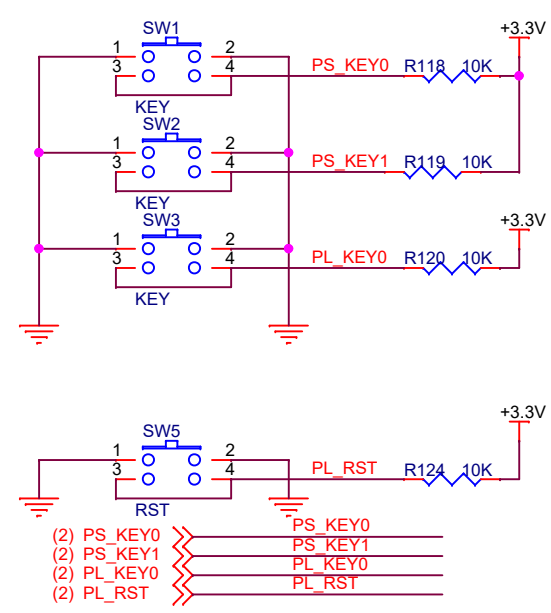 SW1 +3.3V
1 2
3 4 PS_KEY0 R118 10K
KEY
SW2
1 2
3 4 PS_KEY1 R119 10K
KEY
SW3 +3.3V
1 2
3 4 PL_KEY0 R120 10K
KEY
SW5 +3.3V
1 2
3 4 PL_RST R124 10K
RST
(2) PS_KEY0 PS_KEY0
(2) PS_KEY1 PS_KEY1
(2) PL_KEY0 PL_KEY0
(2) PL_RST PL_RST